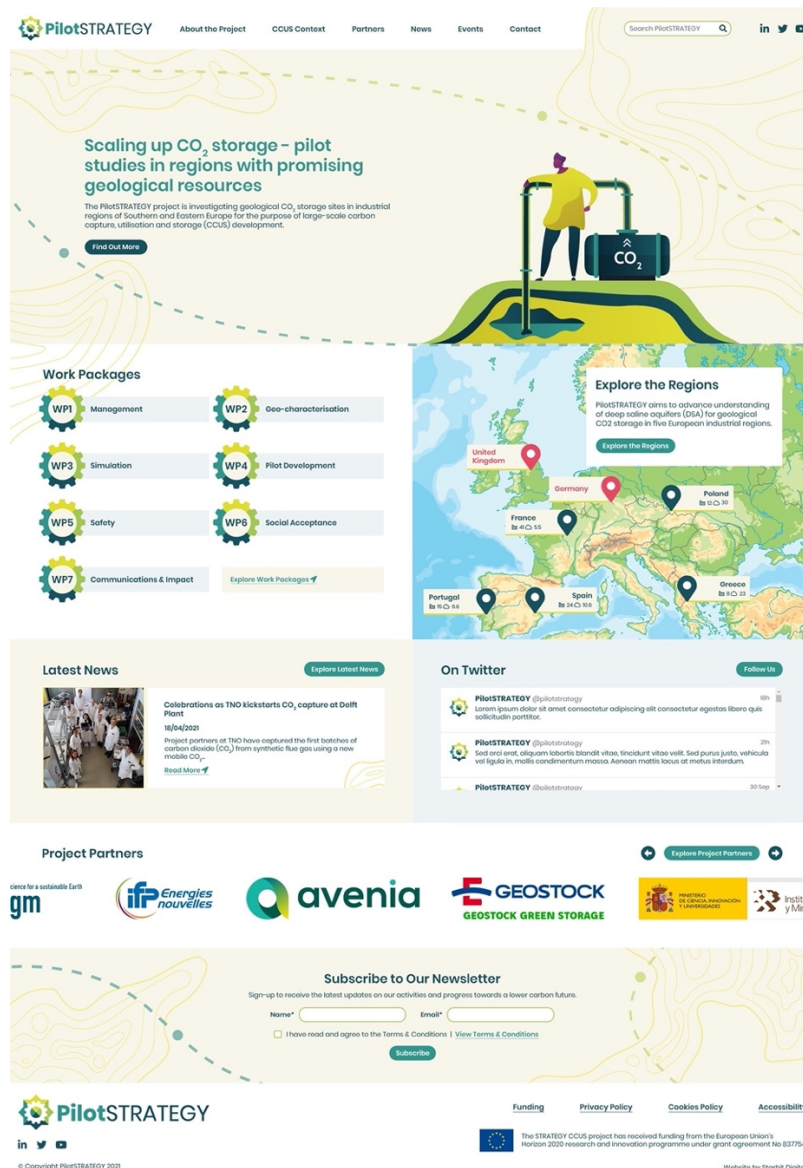 PilotSTRATEGY
About the Project
CCUS Context
Partners
News
Events
Contact
Search PilotSTRATEGY
Scaling up CO2 storage - pilot
studies in regions with promising
geological resources
The PilotSTRATEGY project is investigating geological CO2 storage sites in industrial
regions of Southern and Eastern Europe for the purpose of large-scale carbon
capture, utilisation and storage (CCUS) development.
Find Out More
CO2
Work Packages
WP1 Management
WP2 Geo-charactorisation
WP3 Simulation
WP4 Pilot Development
WP5 Safety
WP6 Social Acceptance
WP7 Communications & Impact
Explore Work Packages
Explore the Regions
PilotSTRATEGY aims to advance understanding
of deep saline aquifers (DSA) for geological
CO2 storage in five European industrial regions.
Explore the Regions
United
Kingdom
Germany
Poland
12 30
France
41 5.5
Greece
8 23
Portugal
15 9.6
Spain
24 10.8
Latest News
Explore Latest News
Celebrations as TNO kickstarts CO2 capture at Delft
Plant
18/04/2021
Project partners at TNO have captured the first batches of
carbon dioxide (CO2) from synthetic flue gas using a new
mobile CO2-
Read More
On Twitter
Follow Us
PilotSTRATEGY @pilotstrategy
Lorem ipsum dolor sit amet consectetur adipiscing elit consectetur egestas libero quis
sollicitudin porttitor.
PilotSTRATEGY @pilotstrategy 21h
Sed orci erat, aliquam lobortis blandit vitae, tincidunt vitae velit. Sed purus justo, vehicula
vel ligula in, mollis condimentum massa. Aenean mattis lacus at metus interdum.
PilotSTRATEGY @pilotstrategy 30 Sep
Project Partners
Explore Project Partners
cience for a sustainable Earth
gm
ifp Energies
nouvelles
avenia
GEOSTOCK
GEOSTOCK GREEN STORAGE
MINISTERIO
DE CIENCIA, INNOVACIÓN
Y UNIVERSIDADES
Instit
y Min
Subscribe to Our Newsletter
Sign-up to receive the latest updates on our activities and progress towards a lower carbon future.
Name*
Email*
I have read and agree to the Terms & Conditions | View Terms & Conditions
Subscribe
PilotSTRATEGY
Funding
Privacy Policy
Cookies Policy
Accessibility
The STRATEGY CCUS project has received funding from the European Union's
Horizon 2020 research and innovation programme under grant agreement No 837754
© Copyright PilotSTRATEGY 2021
Website by Starbit Digita